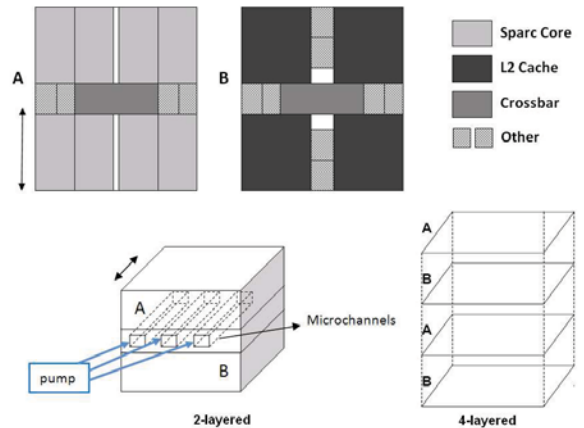 A
B
Sparc Core
L2 Cache
Crossbar
Other
A
B
Microchannels
pump
2-layered
A
B
A
B
4-layered